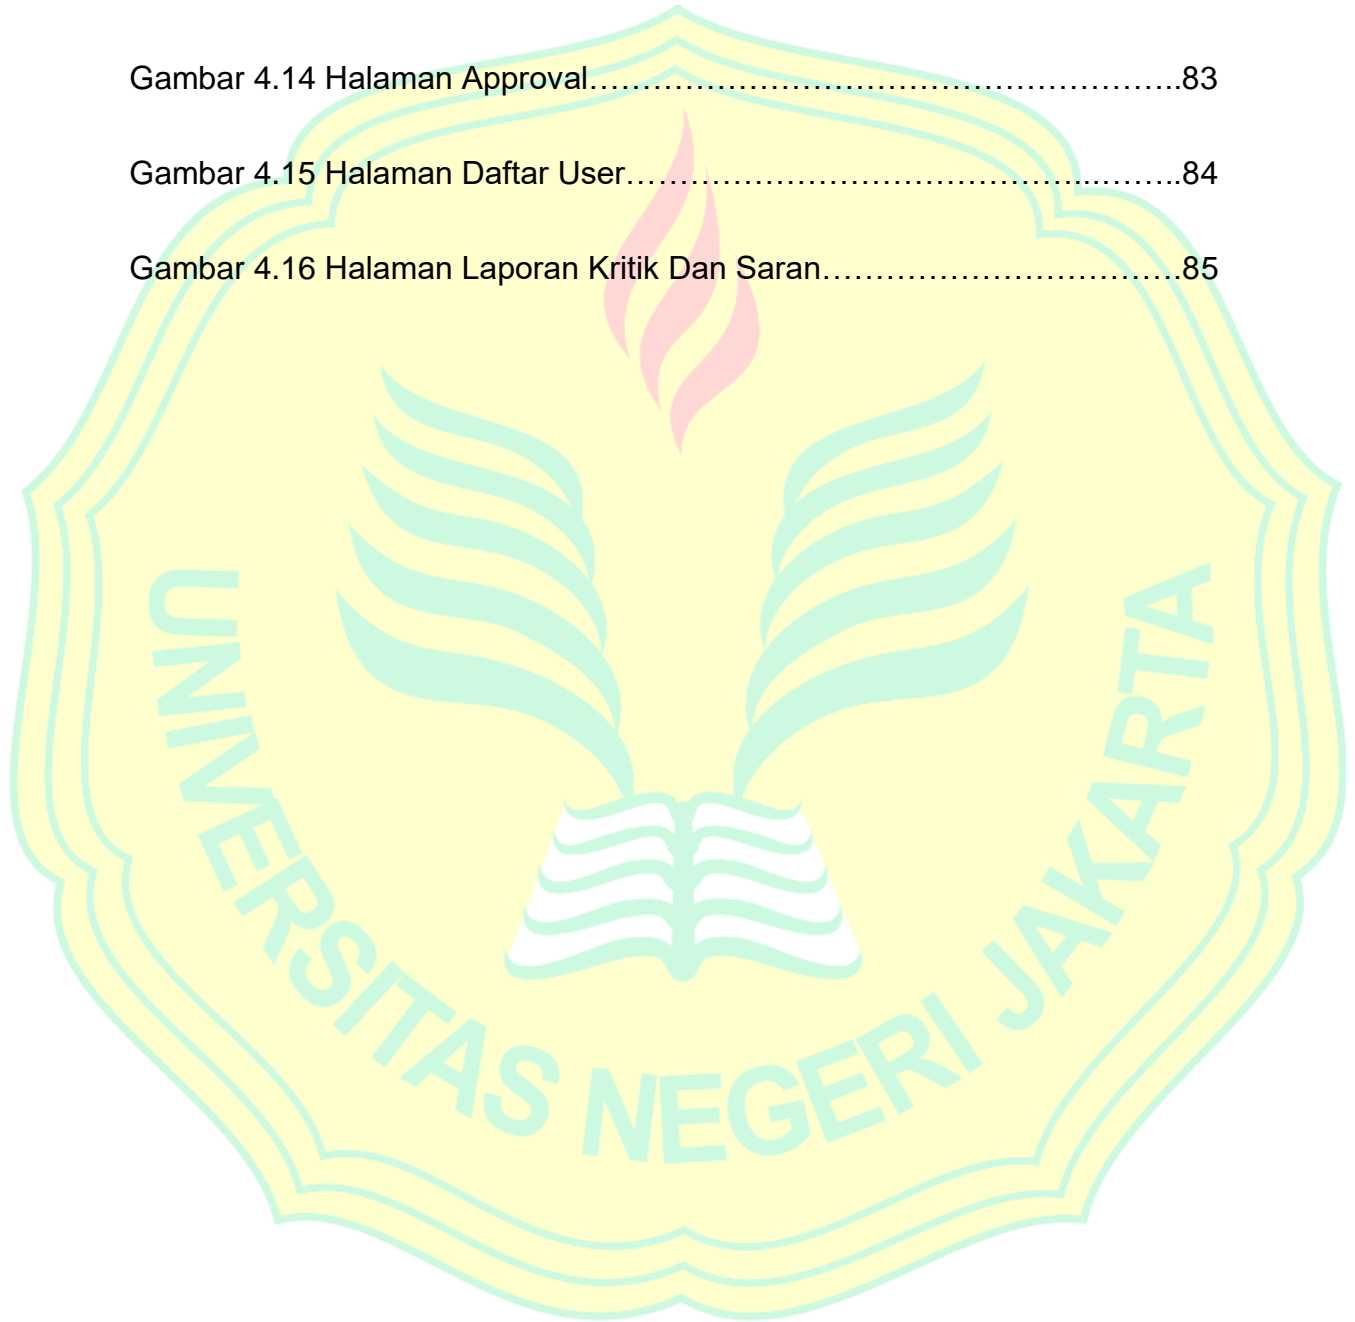 Gambar 4.14 Halaman Approval……………………………………………………..83
Gambar 4.15 Halaman Daftar User……………………………………..………..84
Gambar 4.16 Halaman Laporan Kritik Dan Saran……………………………..85
UNIVERSITAS NEGERI JAKARTA